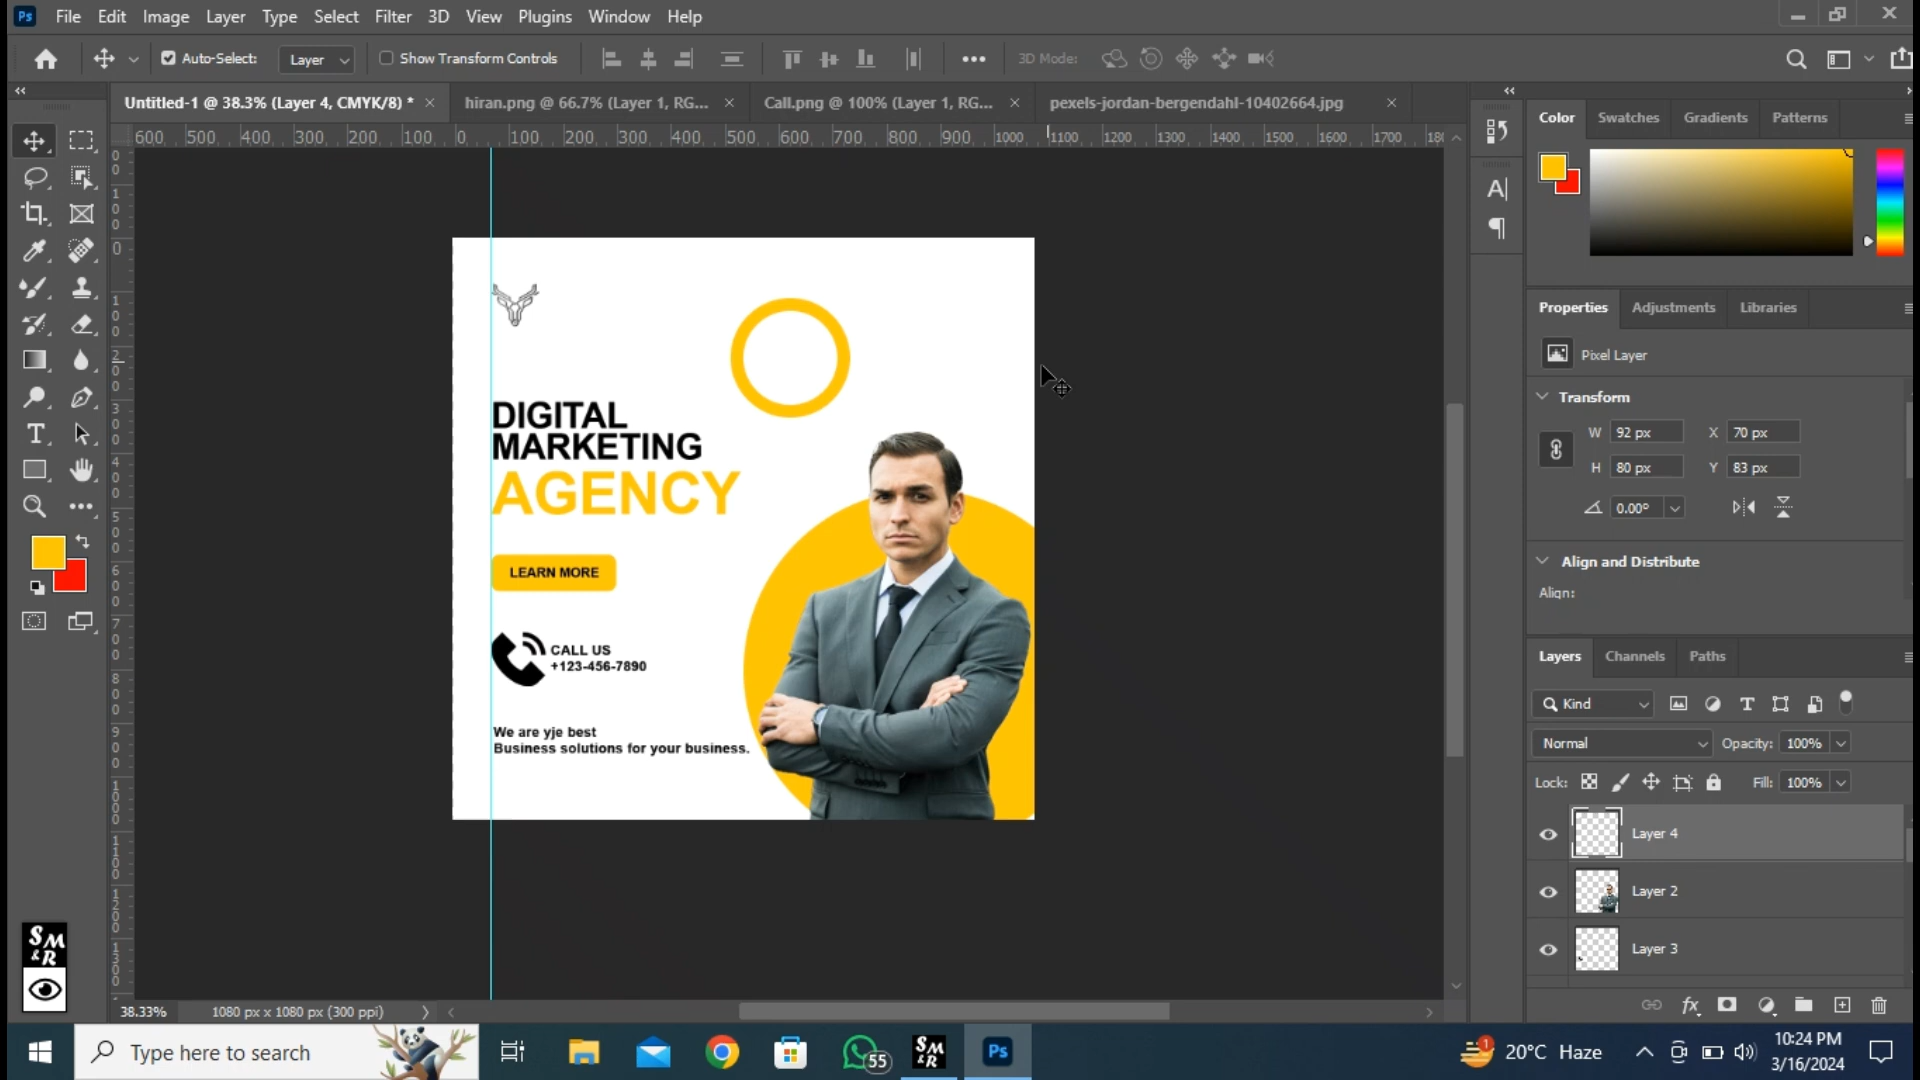 Ps File Edit Image Layer Type Select Filter 3D View Plugins Window Help
Auto-Select: Layer Show Transform Controls 3D Mode:
Untitled-1 @ 38.3% (Layer 4, CMYK/8) * hiran.png @ 66.7% (Layer 1, RG... Call.png @ 100% (Layer 1, RG... pexels-jordan-bergendahl-10402664.jpg
600 500 400 300 200 100 0 100 200 300 400 500 600 700 800 900 1000 1100 1200 1300 1400 1500 1600 1700
Color Swatches Gradients Patterns
Properties Adjustments Libraries
Pixel Layer
Transform
W 92 px X 70 px
H 80 px Y 83 px
0.00°
Align and Distribute
Align:
DIGITAL
MARKETING
AGENCY
LEARN MORE
CALL US
+123-456-7890
We are yje best
Business solutions for your business.
Layers Channels Paths
Kind
Normal Opacity: 100%
Lock: Fill: 100%
Layer 4
Layer 2
Layer 3
SM
&R
38.33% 1080 px x 1080 px (300 ppi)
Type here to search
55
SM
&R
Ps
1
20°C Haze
10:24 PM
3/16/2024